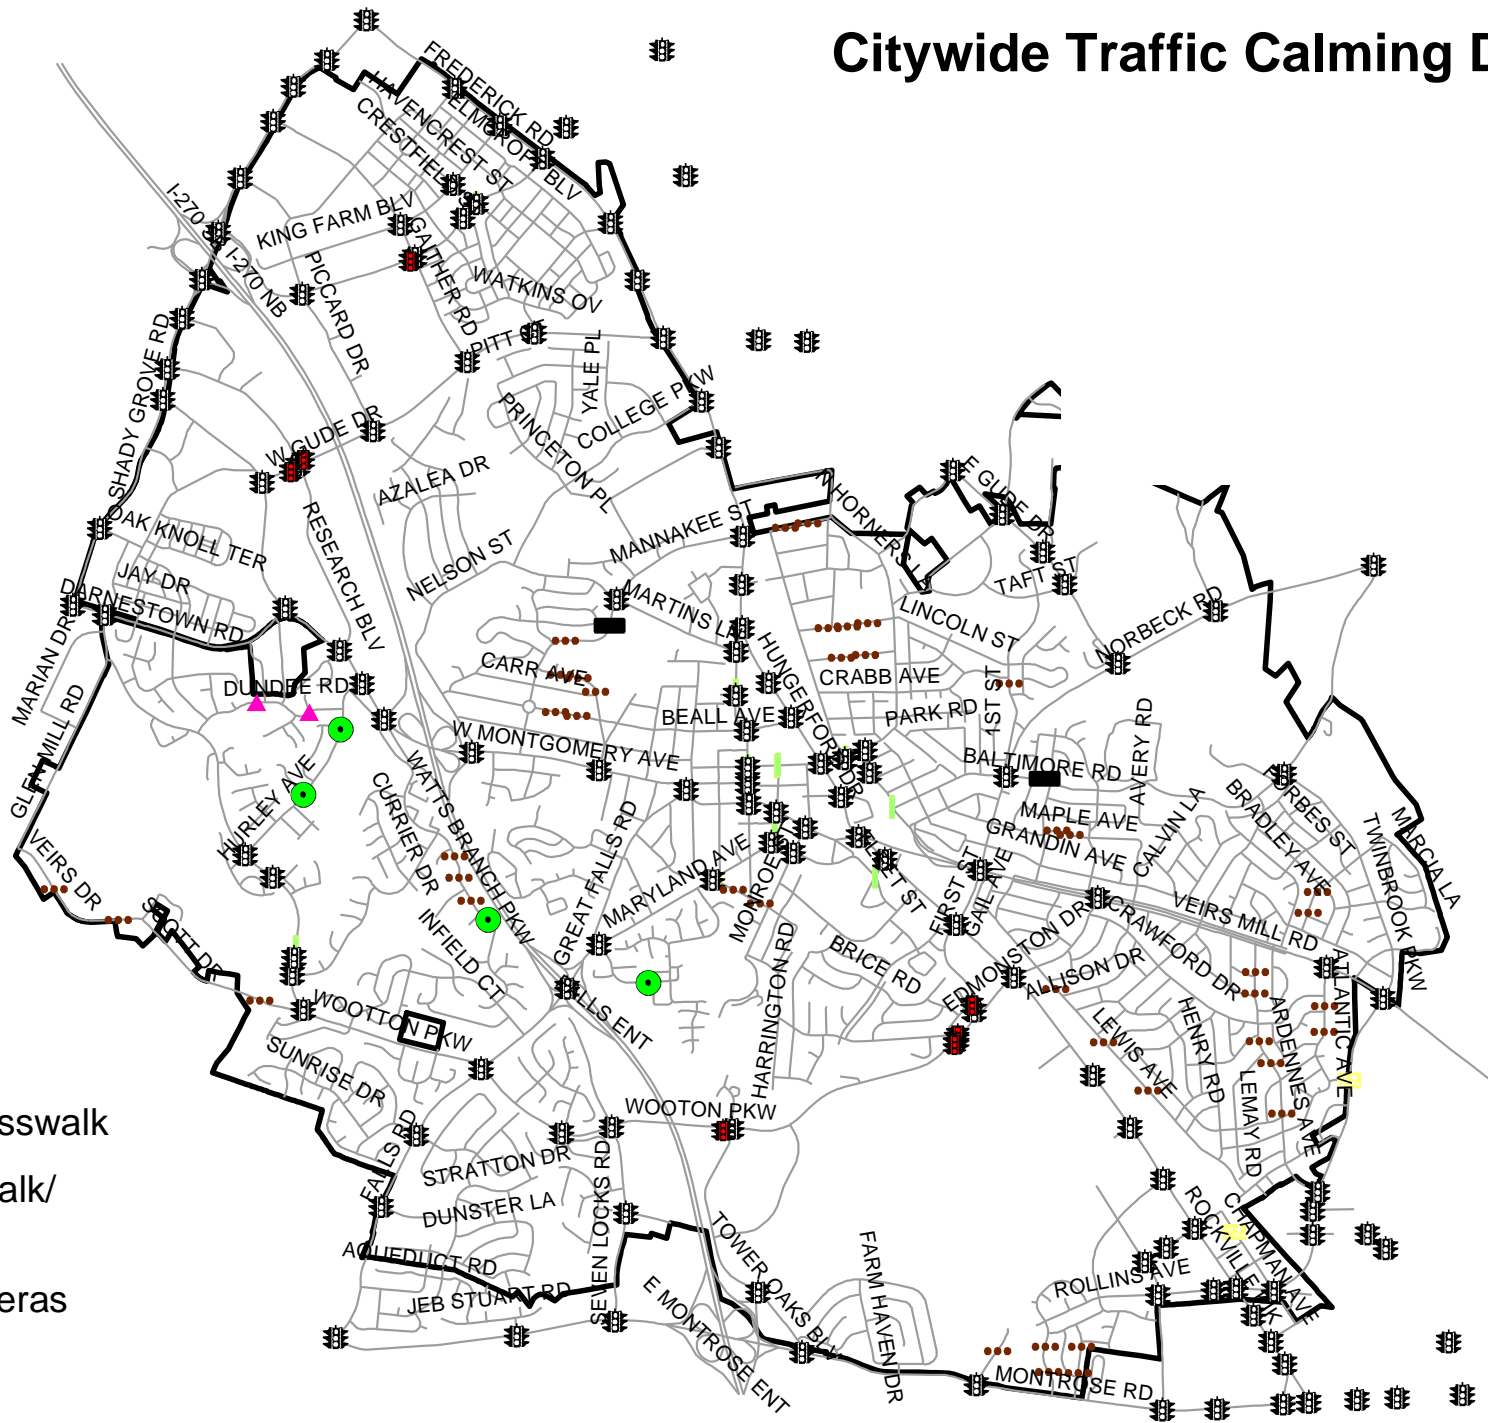 Citywide Traffic Calming D
FREDERICK RD
HAVENCREST ST
ELMCROFT BLV
CRESTFIELD
I-270
I-270 NB
KING FARM BLV
GAITHER RD
PICCARD DR
WATKINS
PITT
YALE PL
COLLEGE PKW
PRINCETON PL
SHADY GROVE RD
W GUDE DR
AZALEA DR
OAK KNOLL TER
JAY DR
DARNESTOWN RD
RESEARCH BLV
NELSON ST
MANNAKEE ST
MARTINS LA
N HORNERS LA
E GUDE DR
TAFT ST
LINCOLN ST
NORBECK RD
MARIAN DR
GLEN MILL RD
DUNDEE RD
CARR AVE
HUNGERFORD DR
CRABB AVE
BEALL AVE
PARK RD
1ST ST
W MONTGOMERY AVE
BALTIMORE RD
AVERY RD
MAPLE AVE
GRANDIN AVE
CALVIN LA
BRADLEY AVE
FORBES ST
TWINBROOK PKW
MARCIA LA
VEIRS DR
HURLEY AVE
CURRIER DR
WATTS BRANCH PKW
GREAT FALLS RD
MARYLAND AVE
MONROE
FLEET ST
FIRST ST
GAIL AVE
VEIRS MILL RD
SCOTT DR
INFIELD CT
BRICE RD
EDMONSTON DR
CRAWFORD DR
ALLISON DR
ATLANTIC AVE
WOOTTON PKW
FALLS ENT
HARRINGTON RD
LEWIS AVE
HENRY RD
ARDENNES AVE
LEMAY RD
SUNRISE DR
WOOTON PKW
sswalk
FALLS RD
STRATTON DR
alk/
DUNSTER LA
SEVEN LOCKS RD
TOWER OAKS BLV
FARM HAVEN DR
ROCKVILLE
CHAPMAN AVE
AQUEDUCT RD
ROLLINS AVE
eras
JEB STUART RD
E MONTROSE ENT
MONTROSE RD